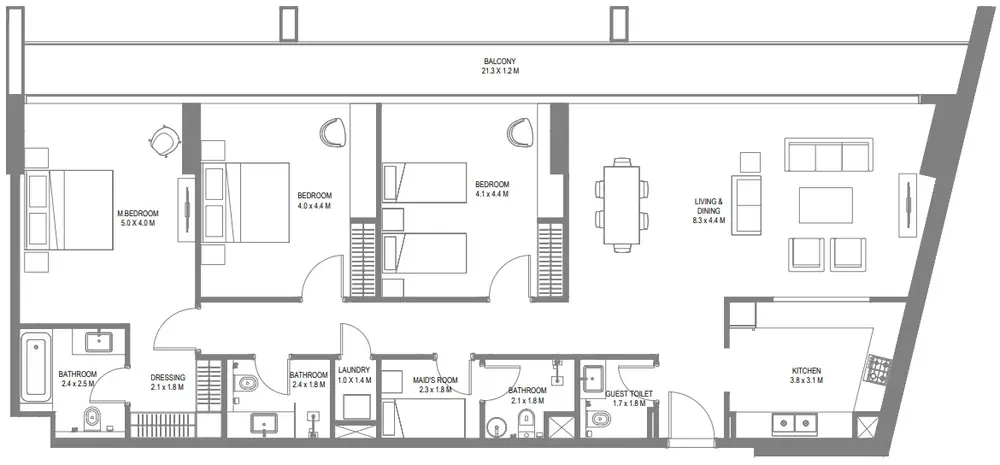 BALCONY
21.3 X 1.2 M
M.BEDROOM
5.0 X 4.0 M
BEDROOM
4.0 x 4.4 M
BEDROOM
4.1 x 4.4 M
LIVING &
DINING
8.3 x 4.4 M
BATHROOM
2.4 x 2.5 M
DRESSING
2.1 x 1.8 M
BATHROOM
2.4 x 1.8 M
LAUNDRY
1.0 X 1.4 M
MAID'S ROOM
2.3 x 1.8 M
BATHROOM
2.1 x 1.8 M
GUEST TOILET
1.7 x 1.8 M
KITCHEN
3.8 x 3.1 M